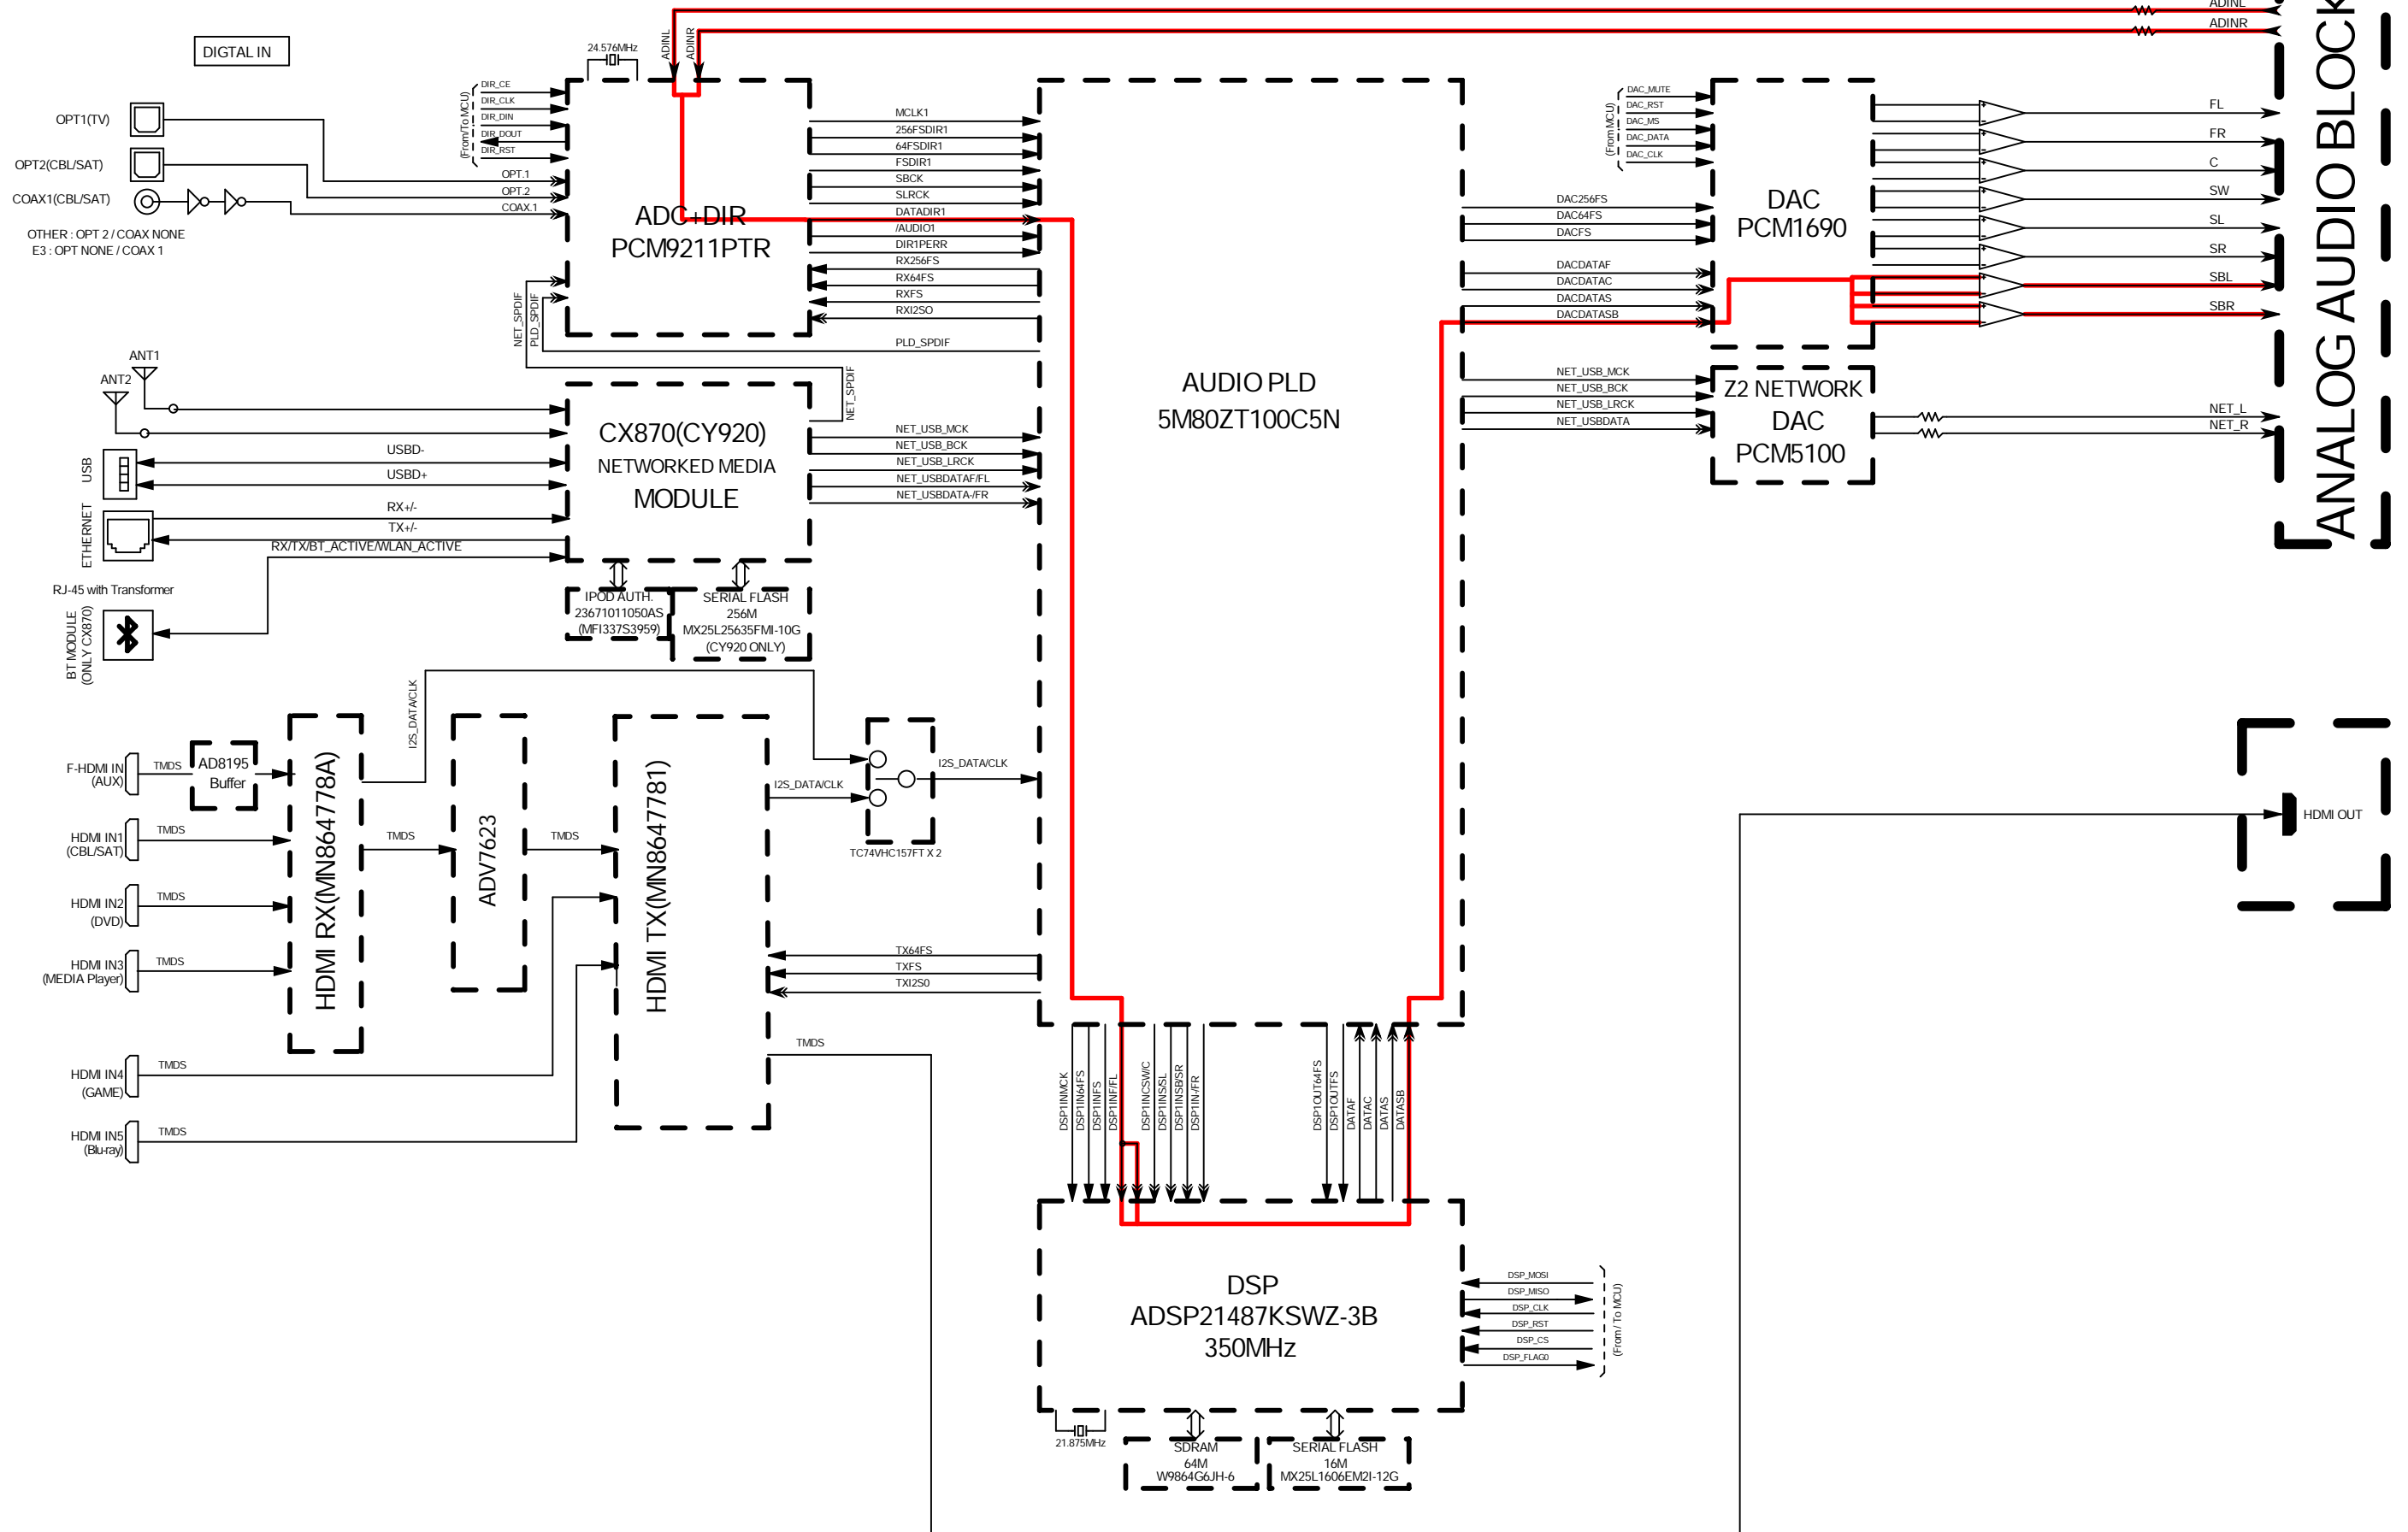 ADINL
ADINR
ANALOG AUDIO BLOCK
DIGTAL IN
OPT1(TV)
OPT2(CBL/SAT)
COAX1(CBL/SAT)
OTHER : OPT 2 / COAX NONE
E3 : OPT NONE / COAX 1
24.576MHz
ADINL
ADINR
(From/To MCU)
DIR_CE
DIR_CLK
DIR_DIN
DIR_DOUT
DIR_RST
OPT.1
OPT.2
COAX.1
ADC+DIR
PCM9211PTR
MCLK1
256FSDIR1
64FSDIR1
FSDIR1
SBCK
SLRCK
DATADIR1
/AUDIO1
DIR1PERR
RX256FS
RX64FS
RXFS
RXI2SO
PLD_SPDIF
NET_SPDIF
PLD_SPDIF
NET_SPDIF
AUDIO PLD
5M80ZT100C5N
(From MCU)
DAC_MUTE
DAC_RST
DAC_MS
DAC_DATA
DAC_CLK
DAC256FS
DAC64FS
DACFS
DACDATAF
DACDATAC
DACDATAS
DACDATASB
DAC
PCM1690
FL
FR
C
SW
SL
SR
SBL
SBR
NET_USB_MCK
NET_USB_BCK
NET_USB_LRCK
NET_USBDATA
Z2 NETWORK
DAC
PCM5100
NET_L
NET_R
ANT1
ANT2
USB
USBD-
USBD+
ETHERNET
RX+/-
TX+/-
RX/TX/BT_ACTIVE/WLAN_ACTIVE
RJ-45 with Transformer
BT MODULE
(ONLY CX870)
CX870(CY920)
NETWORKED MEDIA
MODULE
NET_USB_MCK
NET_USB_BCK
NET_USB_LRCK
NET_USBDATAF/FL
NET_USBDATA-/FR
IPOD AUTH.
23671011050AS
(MFI337S3959)
SERIAL FLASH
256M
MX25L25635FMI-10G
(CY920 ONLY)
I2S_DATA/CLK
F-HDMI IN
(AUX)
TMDS
AD8195
Buffer
HDMI IN1
(CBL/SAT)
TMDS
HDMI IN2
(DVD)
TMDS
HDMI IN3
(MEDIA Player)
TMDS
HDMI IN4
(GAME)
TMDS
HDMI IN5
(Blu-ray)
TMDS
HDMI RX(MN864778A)
TMDS
ADV7623
TMDS
HDMI TX(MN8647781)
I2S_DATA/CLK
I2S_DATA/CLK
TC74VHC157FT X 2
TX64FS
TXFS
TXI2S0
TMDS
HDMI OUT
DSP1INMCK
DSP1IN64FS
DSP1INFS
DSP1INF/FL
DSP1INCSW/C
DSP1INS/SL
DSP1INSB/SR
DSP1IN-/FR
DSP1OUT64FS
DSP1OUTFS
DATAF
DATAC
DATAS
DATASB
DSP
ADSP21487KSWZ-3B
350MHz
DSP_MOSI
DSP_MISO
DSP_CLK
DSP_RST
DSP_CS
DSP_FLAG0
(From / To MCU)
21.875MHz
SDRAM
64M
W9864G6JH-6
SERIAL FLASH
16M
MX25L1606EM2I-12G